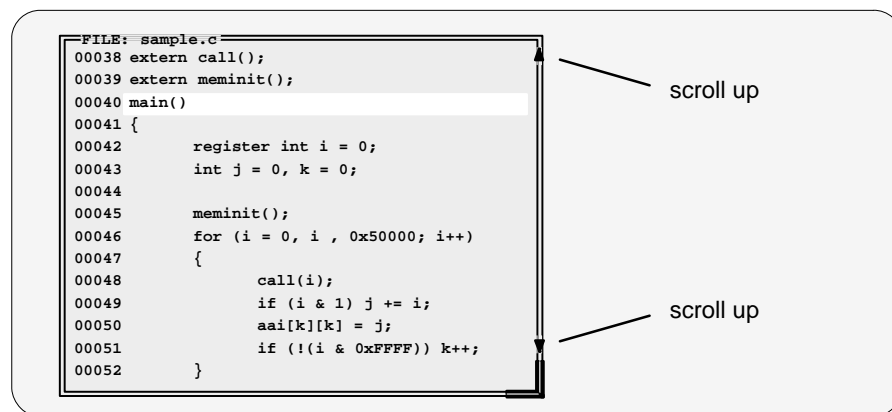 FILE: sample.c
00038 extern call();
00039 extern meminit();
00040 main()
00041 {
00042 register int i = 0;
00043 int j = 0, k = 0;
00044
00045 meminit();
00046 for (i = 0, i , 0x50000; i++)
00047 {
00048 call(i);
00049 if (i & 1) j += i;
00050 aai[k][k] = j;
00051 if (!(i & 0xFFFF)) k++;
00052 }
scroll up
scroll up